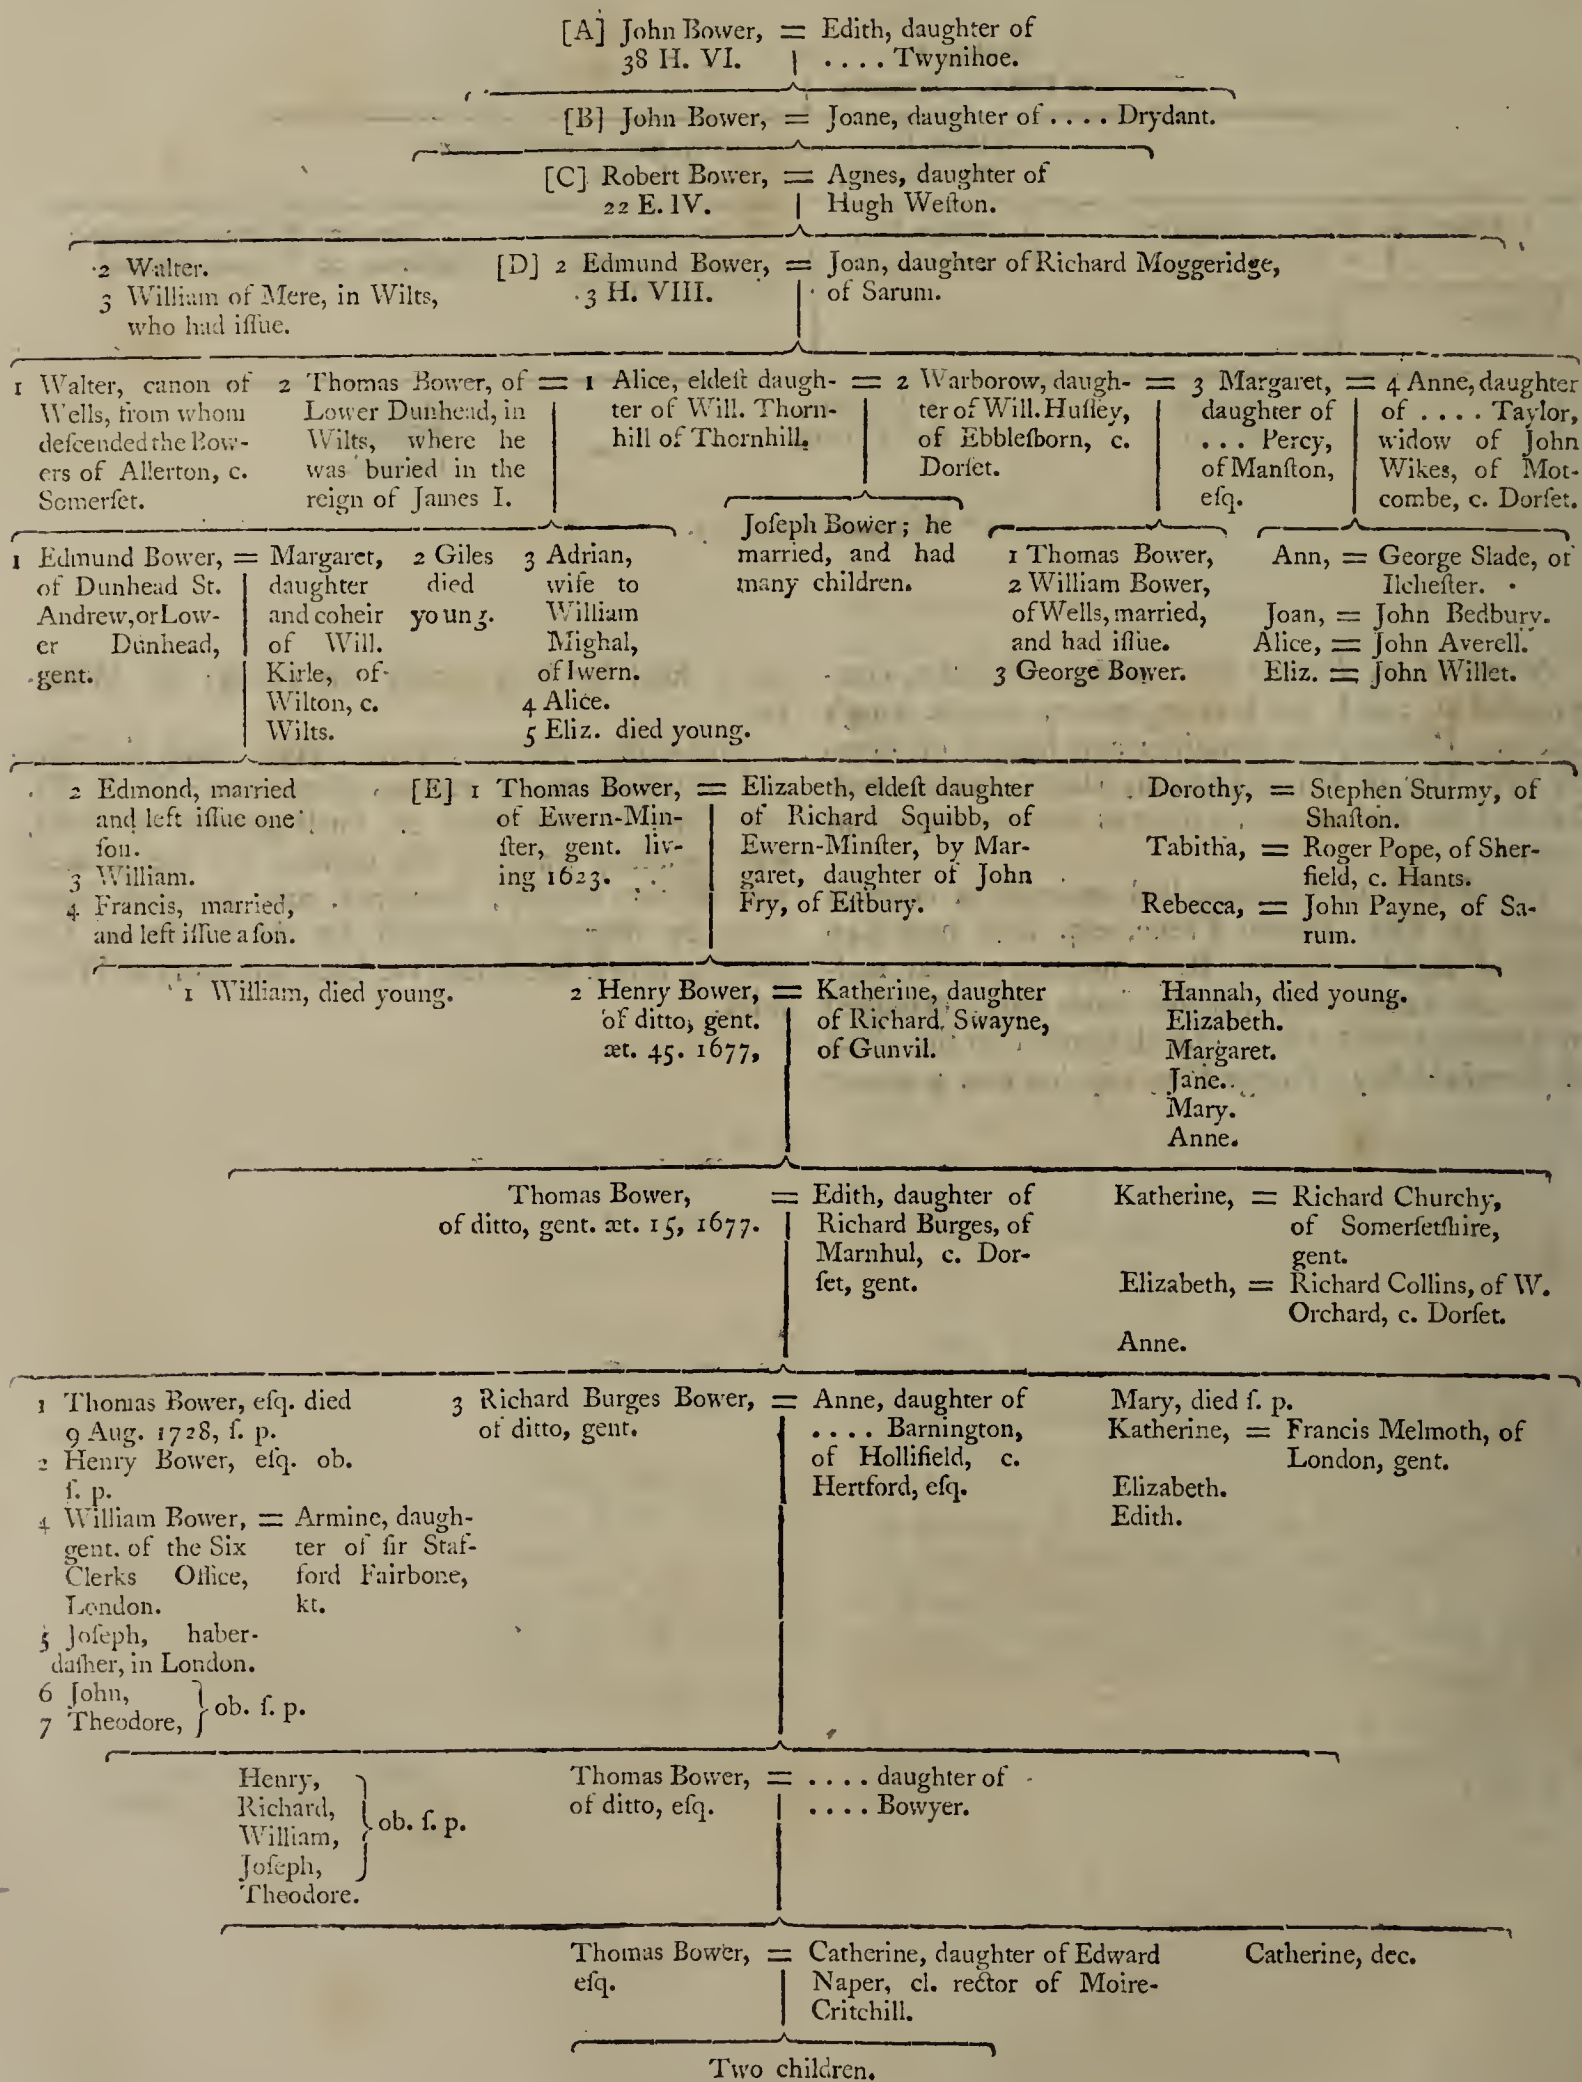 [A] John Bower, = Edith, daughter of
38 H. VI. | . . . . Twynihoe.
[B] John Bower, = Joane, daughter of . . . . Drydant.
[C] Robert Bower, = Agnes, daughter of
22 E. IV. | Hugh Weſton.
2 Walter.
3 William of Mere, in Wilts,
who had iſſue.
[D] 2 Edmund Bower, = Joan, daughter of Richard Moggeridge,
3 H. VIII. | of Sarum.
1 Walter, canon of
Wells, from whom
deſcended the Bow-
ers of Allerton, c.
Somerſet.
2 Thomas Bower, of =
Lower Dunhead, in
Wilts, where he
was buried in the
reign of James I.
1 Alice, eldeſt daugh- =
ter of Will. Thorn-
hill of Thornhill.
2 Warborow, daugh- =
ter of Will. Huſſey,
of Ebbleſborn, c.
Dorſet.
3 Margaret, =
daughter of
. . . Percy,
of Manſton,
eſq.
4 Anne, daughter
of . . . . Taylor,
widow of John
Wikes, of Mot-
combe, c. Dorſet.
1 Edmund Bower, =
of Dunhead St.
Andrew, or Low-
er Dunhead,
gent.
Margaret,
daughter
and coheir
of Will.
Kirle, of
Wilton, c.
Wilts.
2 Giles
died
young.
3 Adrian,
wife to
William
Mighal,
of Iwern.
4 Alice.
5 Eliz. died young.
Joſeph Bower; he
married, and had
many children.
1 Thomas Bower,
2 William Bower,
of Wells, married,
and had iſſue.
3 George Bower.
Ann, = George Slade, of
Ilcheſter.
Joan, = John Bedbury.
Alice, = John Averell.
Eliz. = John Willet.
2 Edmond, married
and left iſſue one
ſon.
3 William.
4 Francis, married,
and left iſſue a ſon.
[E] 1 Thomas Bower, =
of Ewern-Min-
ſter, gent. liv-
ing 1623.
Elizabeth, eldeſt daughter
of Richard Squibb, of
Ewern-Minſter, by Mar-
garet, daughter of John
Fry, of Eſtbury.
Dorothy, = Stephen Sturmy, of
Shaſton.
Tabitha, = Roger Pope, of Sher-
field, c. Hants.
Rebecca, = John Payne, of Sa-
rum.
1 William, died young.
2 Henry Bower, =
of ditto, gent.
æt. 45. 1677,
Katherine, daughter
of Richard Swayne,
of Gunvil.
Hannah, died young.
Elizabeth.
Margaret.
Jane.
Mary.
Anne.
Thomas Bower, =
of ditto, gent. æt. 15, 1677.
Edith, daughter of
Richard Burges, of
Marnhul, c. Dor-
ſet, gent.
Katherine, = Richard Churchy,
of Somerſetſhire,
gent.
Elizabeth, = Richard Collins, of W.
Orchard, c. Dorſet.
Anne.
1 Thomas Bower, eſq. died
9 Aug. 1728, ſ. p.
2 Henry Bower, eſq. ob.
ſ. p.
4 William Bower, = Armine, daugh-
gent. of the Six ter of ſir Staf-
Clerks Office, ford Fairbone,
London. kt.
5 Joſeph, haber-
daſher, in London.
6 John,
7 Theodore, } ob. ſ. p.
3 Richard Burges Bower, =
of ditto, gent.
Anne, daughter of
. . . . Barnington,
of Hollifield, c.
Hertford, eſq.
Mary, died ſ. p.
Katherine, = Francis Melmoth, of
London, gent.
Elizabeth.
Edith.
Henry,
Richard,
William,
Joſeph, } ob. ſ. p.
Theodore.
Thomas Bower, = . . . . daughter of
of ditto, eſq. | . . . . Bowyer.
Thomas Bower, =
eſq.
Catherine, daughter of Edward
Naper, cl. rector of Moire-
Critchill.
Catherine, dec.
Two children.